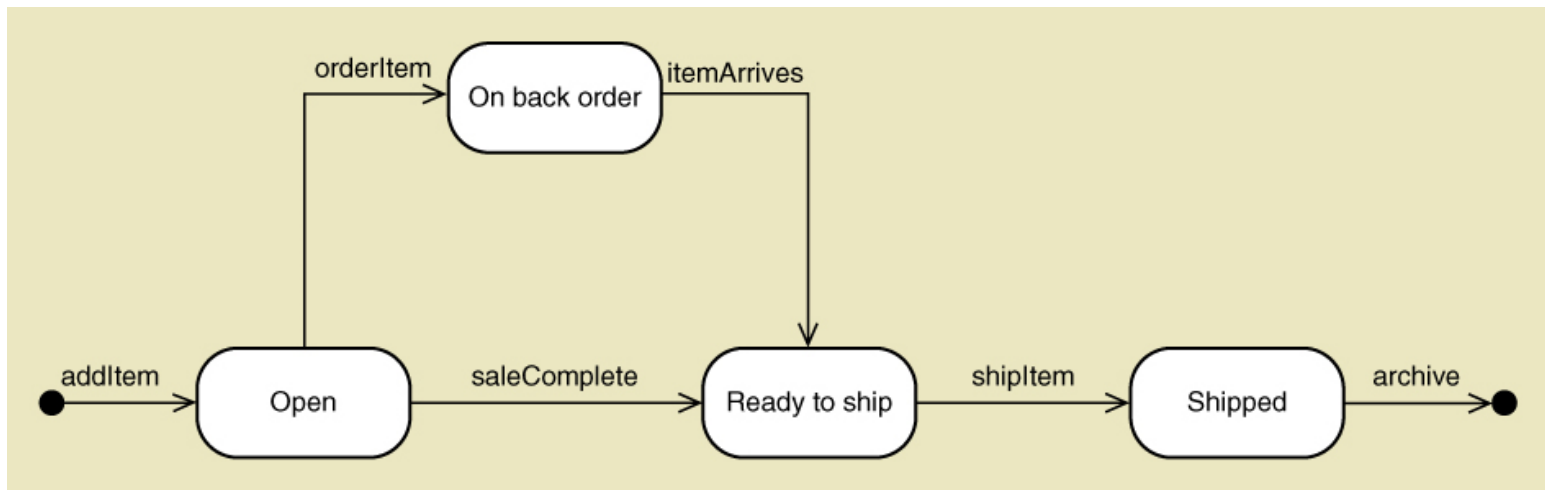 orderItem
On back order
itemArrives
addItem
Open
saleComplete
Ready to ship
shipItem
Shipped
archive